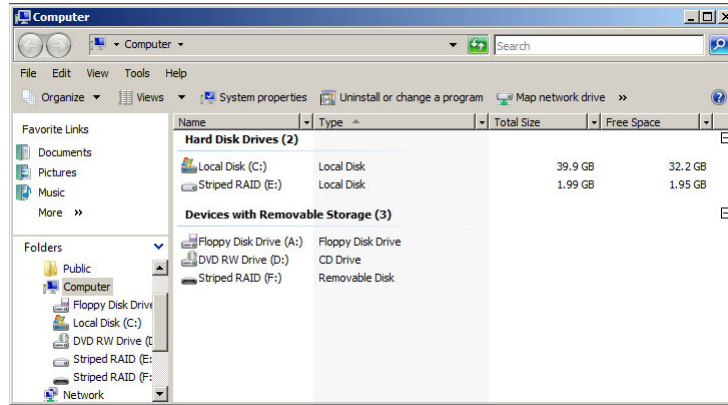 Computer
Computer
Search
File Edit View Tools Help
Organize Views System properties Uninstall or change a program Map network drive »
Favorite Links
Documents
Pictures
Music
More »
Folders
Public
Computer
Floppy Disk Drive
Local Disk (C:)
DVD RW Drive (D
Striped RAID (E:
Striped RAID (F:
Network
Name Type Total Size Free Space
Hard Disk Drives (2)
Local Disk (C:) Local Disk 39.9 GB 32.2 GB
Striped RAID (E:) Local Disk 1.99 GB 1.95 GB
Devices with Removable Storage (3)
Floppy Disk Drive (A:) Floppy Disk Drive
DVD RW Drive (D:) CD Drive
Striped RAID (F:) Removable Disk